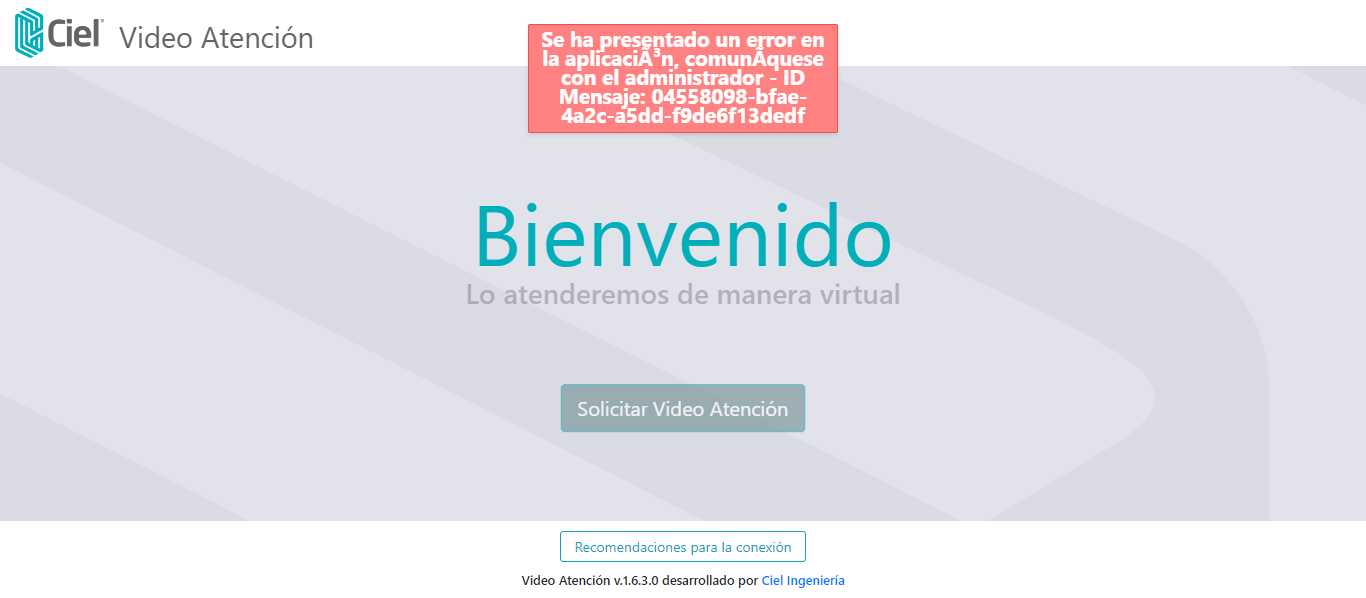 Ciel®
Video Atención
Se ha presentado un error en
la aplicaciÃ³n, comunÃquese
con el administrador - ID
Mensaje: 04558098-bfae-
4a2c-a5dd-f9de6f13dedf
Bienvenido
Lo atenderemos de manera virtual
Solicitar Video Atención
Recomendaciones para la conexión
Video Atención v.1.6.3.0 desarrollado por Ciel Ingeniería